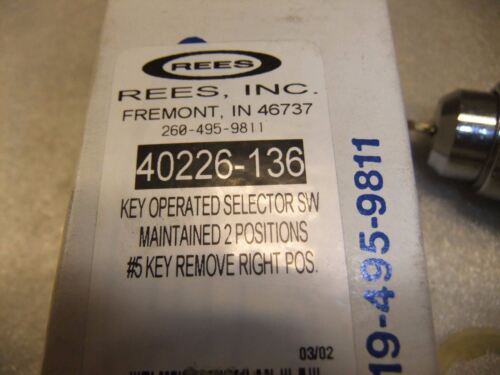 REES
REES, INC.
FREMONT, IN 46737
260-495-9811
40226-136
KEY OPERATED SELECTOR SW
MAINTAINED 2 POSITIONS
#5 KEY REMOVE RIGHT POS.
03/02
19-495-9811